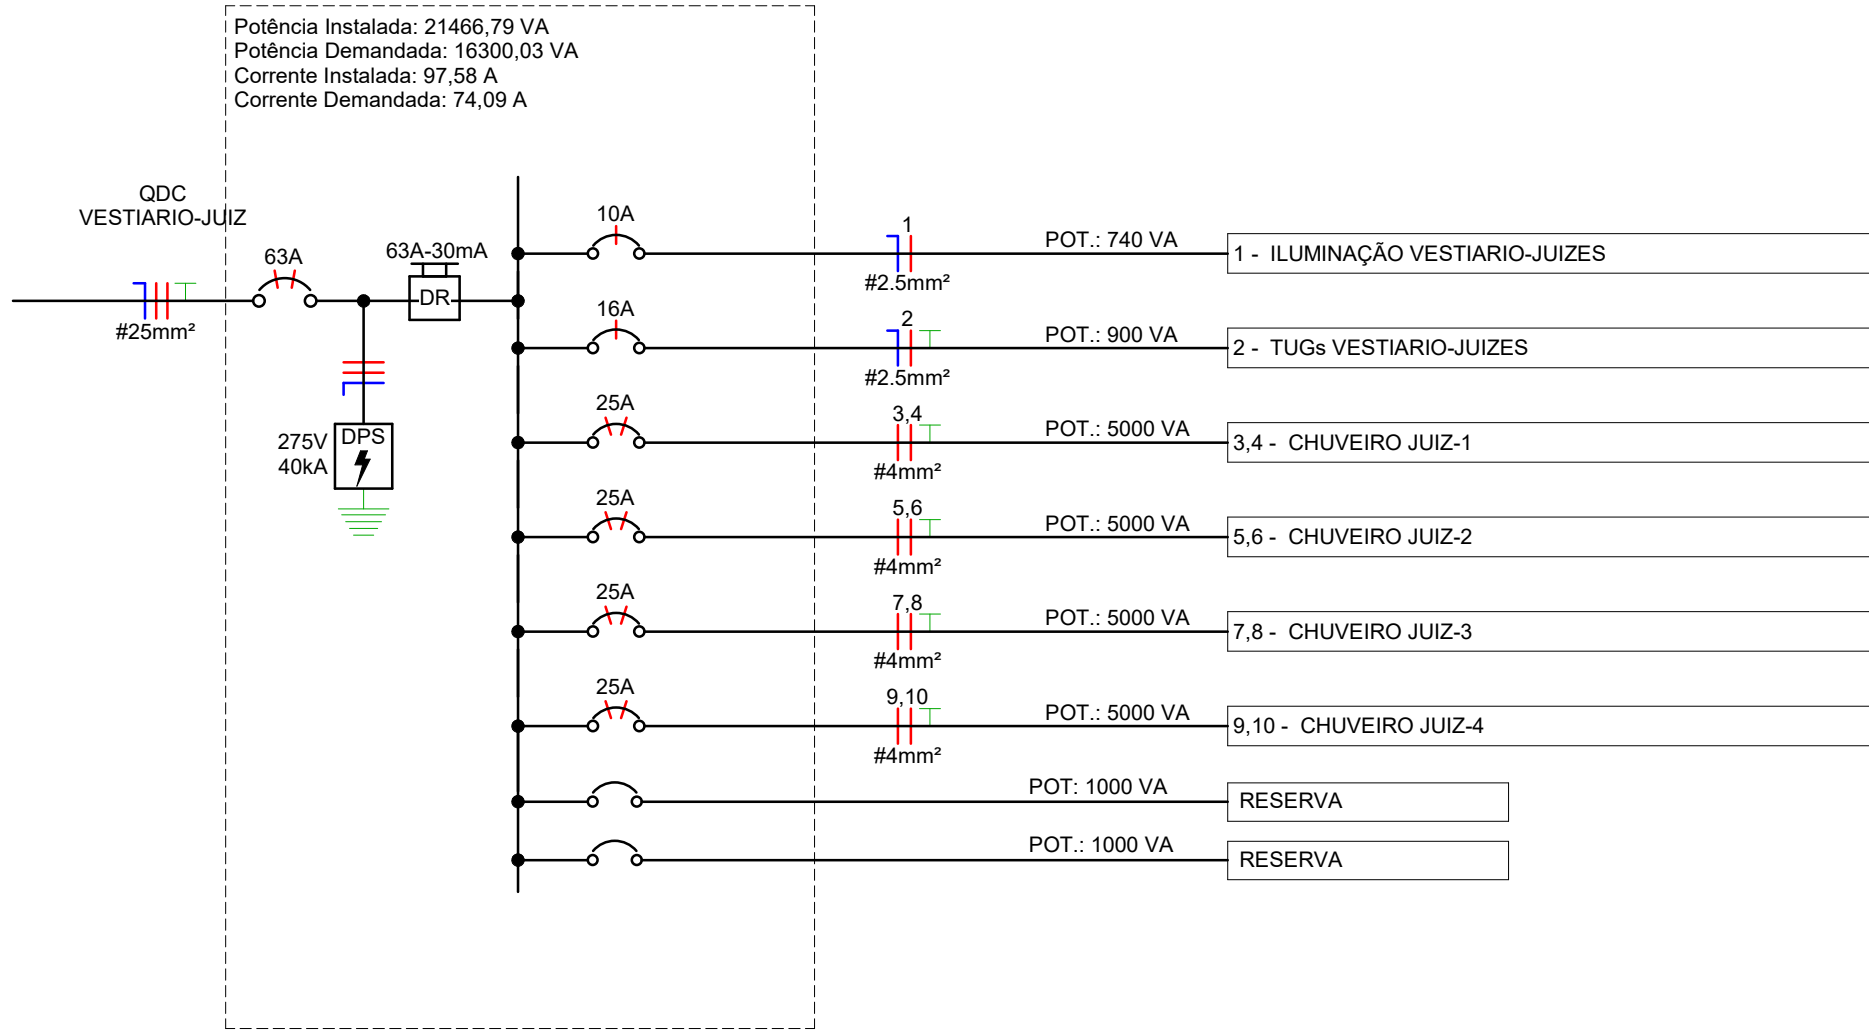 Potência Instalada: 21466,79 VA
Potência Demandada: 16300,03 VA
Corrente Instalada: 97,58 A
Corrente Demandada: 74,09 A
QDC
VESTIARIO-JUIZ
#25mm²
63A
63A-30mA
DR
275V
40kA
DPS
10A
1
#2.5mm²
POT.: 740 VA
1 - ILUMINAÇÃO VESTIARIO-JUIZES
16A
2
#2.5mm²
POT.: 900 VA
2 - TUGs VESTIARIO-JUIZES
25A
3,4
#4mm²
POT.: 5000 VA
3,4 - CHUVEIRO JUIZ-1
25A
5,6
#4mm²
POT.: 5000 VA
5,6 - CHUVEIRO JUIZ-2
25A
7,8
#4mm²
POT.: 5000 VA
7,8 - CHUVEIRO JUIZ-3
25A
9,10
#4mm²
POT.: 5000 VA
9,10 - CHUVEIRO JUIZ-4
POT: 1000 VA
RESERVA
POT.: 1000 VA
RESERVA